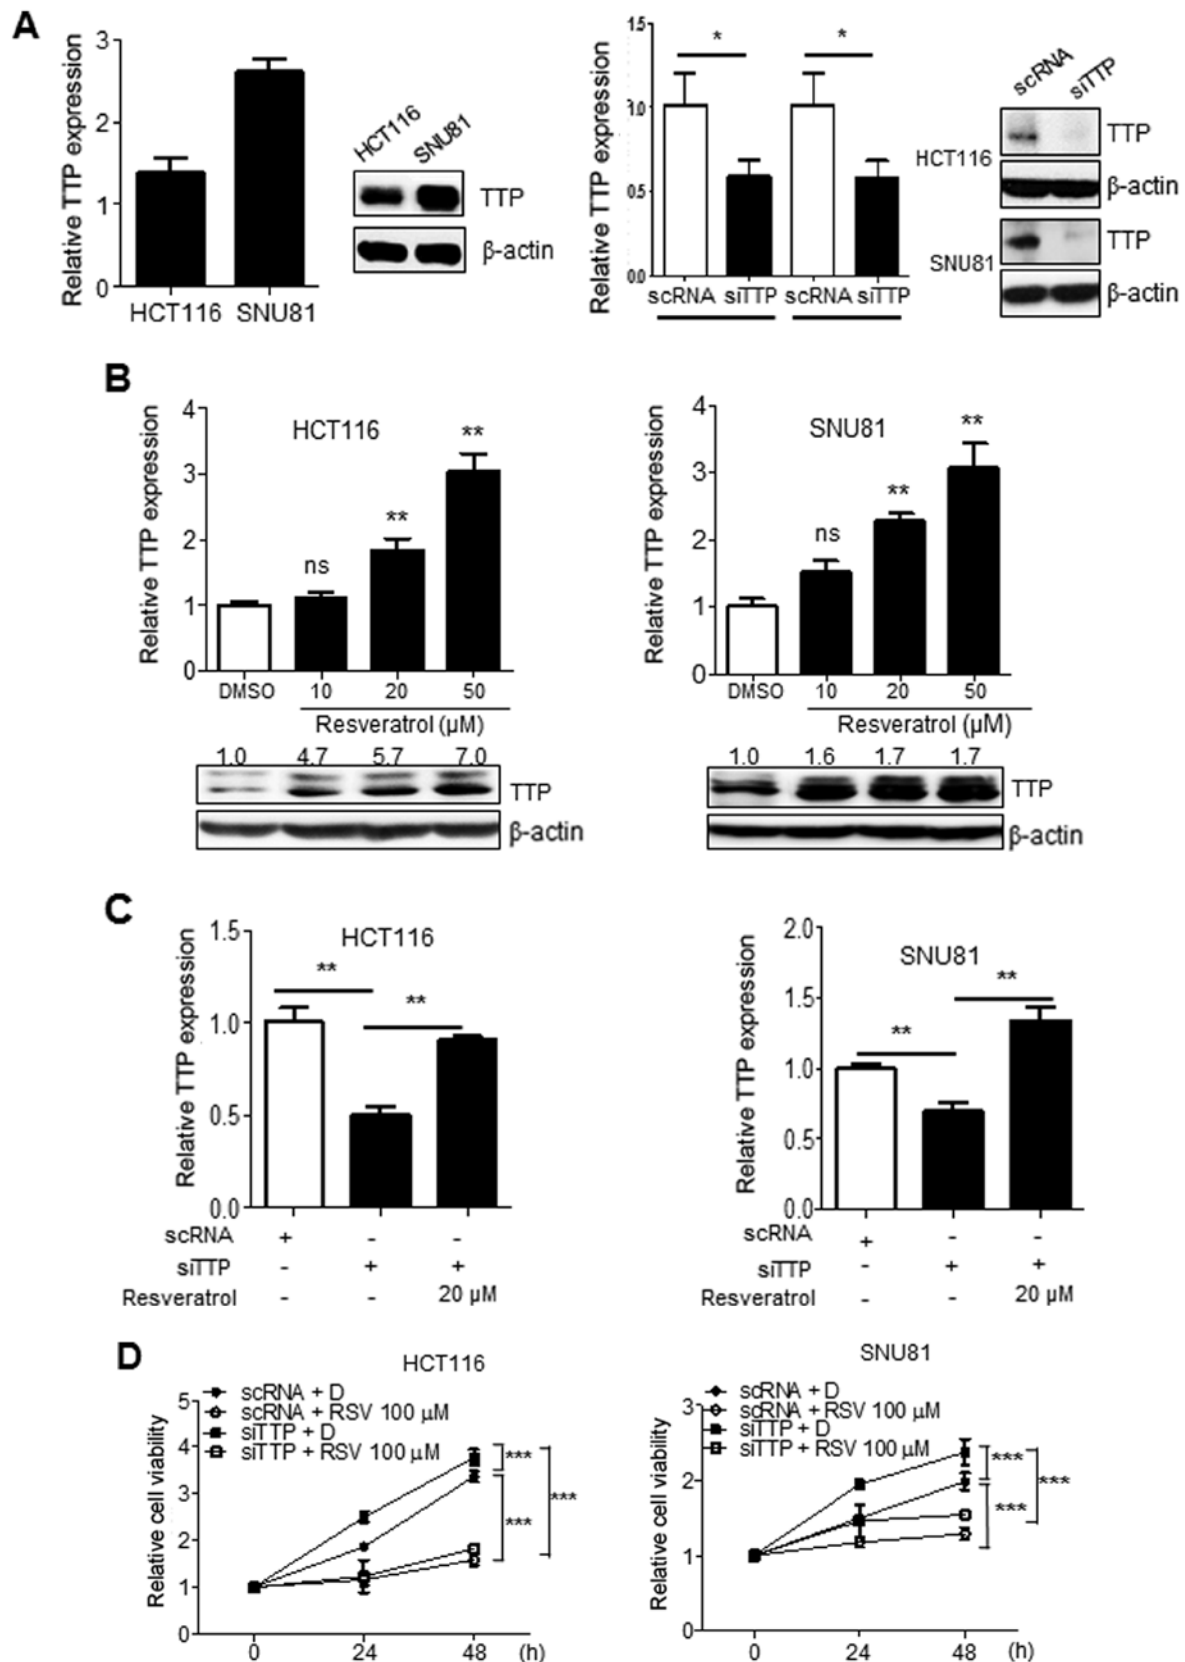 A
Relative TTP expression
3
2
1
0
HCT116 SNU81
HCT116 SNU81
TTP
β-actin
Relative TTP expression
1.5
1.0
0.5
0.0
* *
scRNA siTTP scRNA siTTP
scRNA siTTP
HCT116
TTP
β-actin
SNU81
TTP
β-actin
B
Relative TTP expression
4
3
2
1
0
HCT116
ns ** **
DMSO 10 20 50
Resveratrol (µM)
1.0 4.7 5.7 7.0
TTP
β-actin
Relative TTP expression
4
3
2
1
0
SNU81
ns ** **
DMSO 10 20 50
Resveratrol (µM)
1.0 1.6 1.7 1.7
TTP
β-actin
C
Relative TTP expression
1.5
1.0
0.5
0.0
HCT116
** **
scRNA + - -
siTTP - + +
Resveratrol - - 20 µM
Relative TTP expression
2.0
1.5
1.0
0.5
0.0
SNU81
** **
scRNA + - -
siTTP - + +
Resveratrol - - 20 µM
D
HCT116
scRNA + D
scRNA + RSV 100 µM
siTTP + D
siTTP + RSV 100 µM
Relative cell viability
5
4
3
2
1
0
***
***
***
0 24 48 (h)
SNU81
scRNA + D
scRNA + RSV 100 µM
siTTP + D
siTTP + RSV 100 µM
Relative cell viability
3
2
1
0
***
***
***
0 24 48 (h)